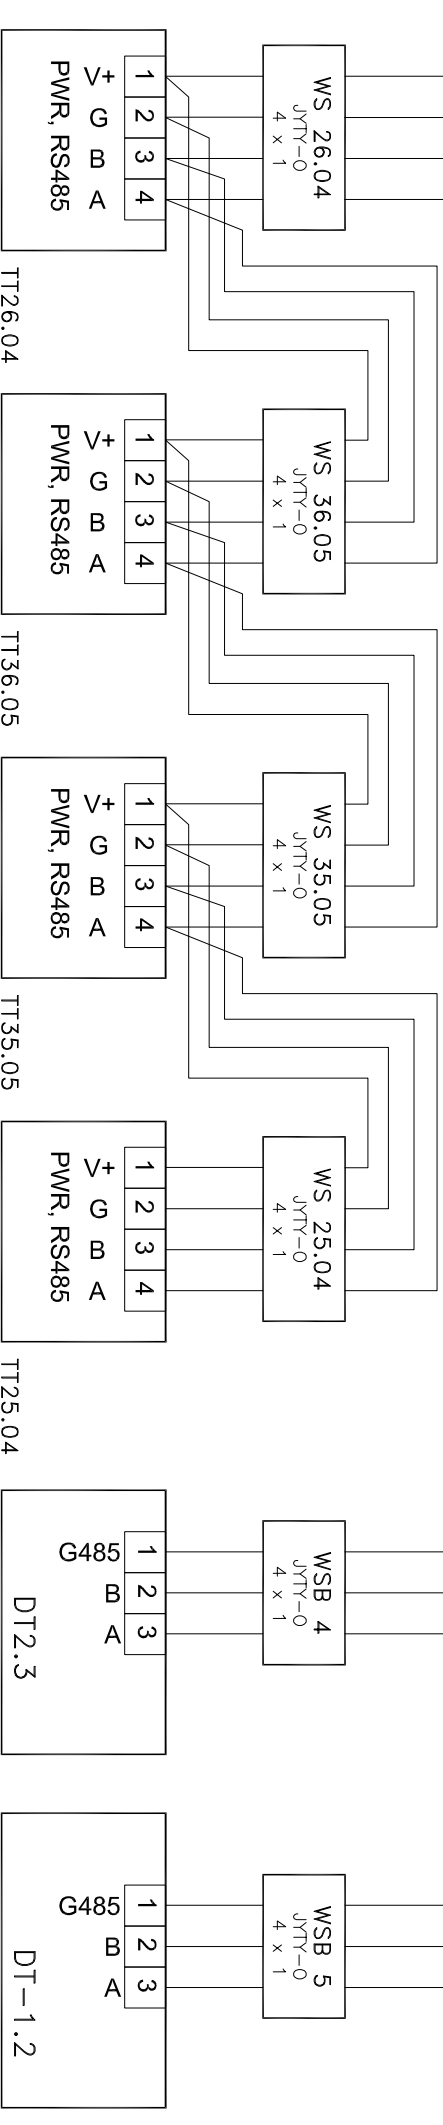 V+ 1
G 2
B 3
A 4
PWR, RS485
WS 26.04
JYTY-O
4 x 1
TT26.04
V+ 1
G 2
B 3
A 4
PWR, RS485
WS 36.05
JYTY-O
4 x 1
TT36.05
V+ 1
G 2
B 3
A 4
PWR, RS485
WS 35.05
JYTY-O
4 x 1
TT35.05
V+ 1
G 2
B 3
A 4
PWR, RS485
WS 25.04
JYTY-O
4 x 1
TT25.04
G485 1
B 2
A 3
WSB 4
JYTY-O
4 x 1
DT2.3
G485 1
B 2
A 3
WSB 5
JYTY-O
4 x 1
DT-1.2